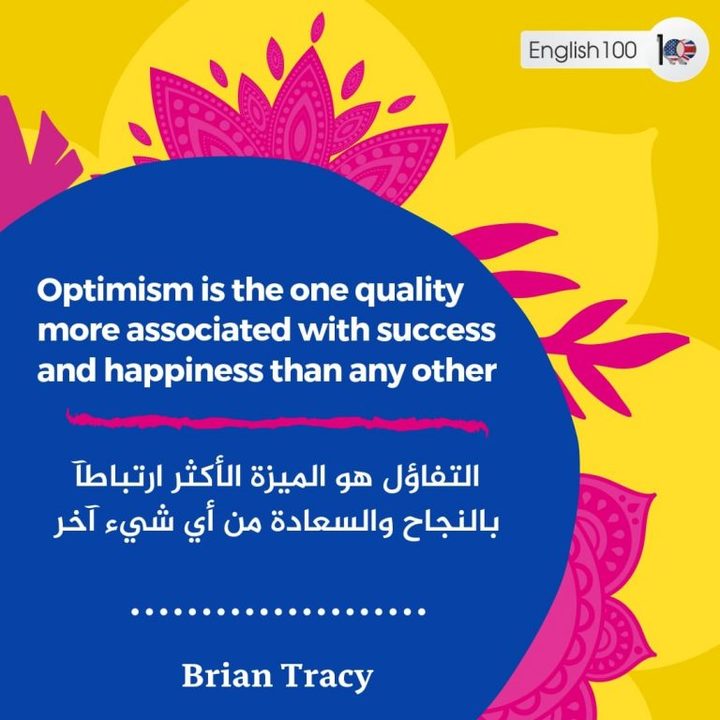 English100
Optimism is the one quality
more associated with success
and happiness than any other
التفاؤل هو الميزة الأكثر ارتباطآ
بالنجاح والسعادة من أي شيء آخر
.....................
Brian Tracy